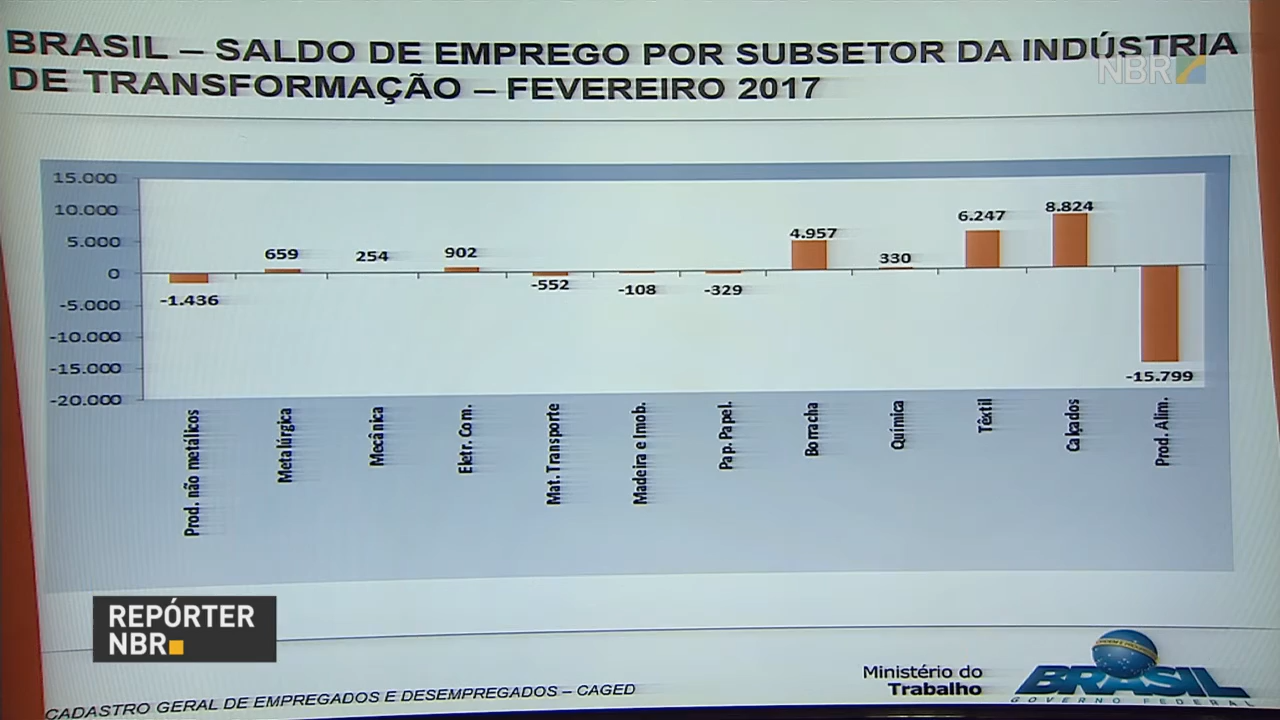 BRASIL – SALDO DE EMPREGO POR SUBSETOR DA INDÚSTRIA
DE TRANSFORMAÇÃO – FEVEREIRO 2017
NBR
15.000
10.000
5.000
0
-5.000
-10.000
-15.000
-20.000
-1.436
659
254
902
-552
-108
-329
4.957
330
6.247
8.824
-15.799
Prod. não metálicos
Metalúrgica
Mecânica
Eletr. Com.
Mat. Transporte
Madeira e Imob.
Pap. Papel.
Borracha
Química
Têxtil
Calçados
Prod. Alim.
REPÓRTER
NBR
CADASTRO GERAL DE EMPREGADOS E DESEMPREGADOS – CAGED
Ministério do
Trabalho
BRASIL
GOVERNO FEDERAL